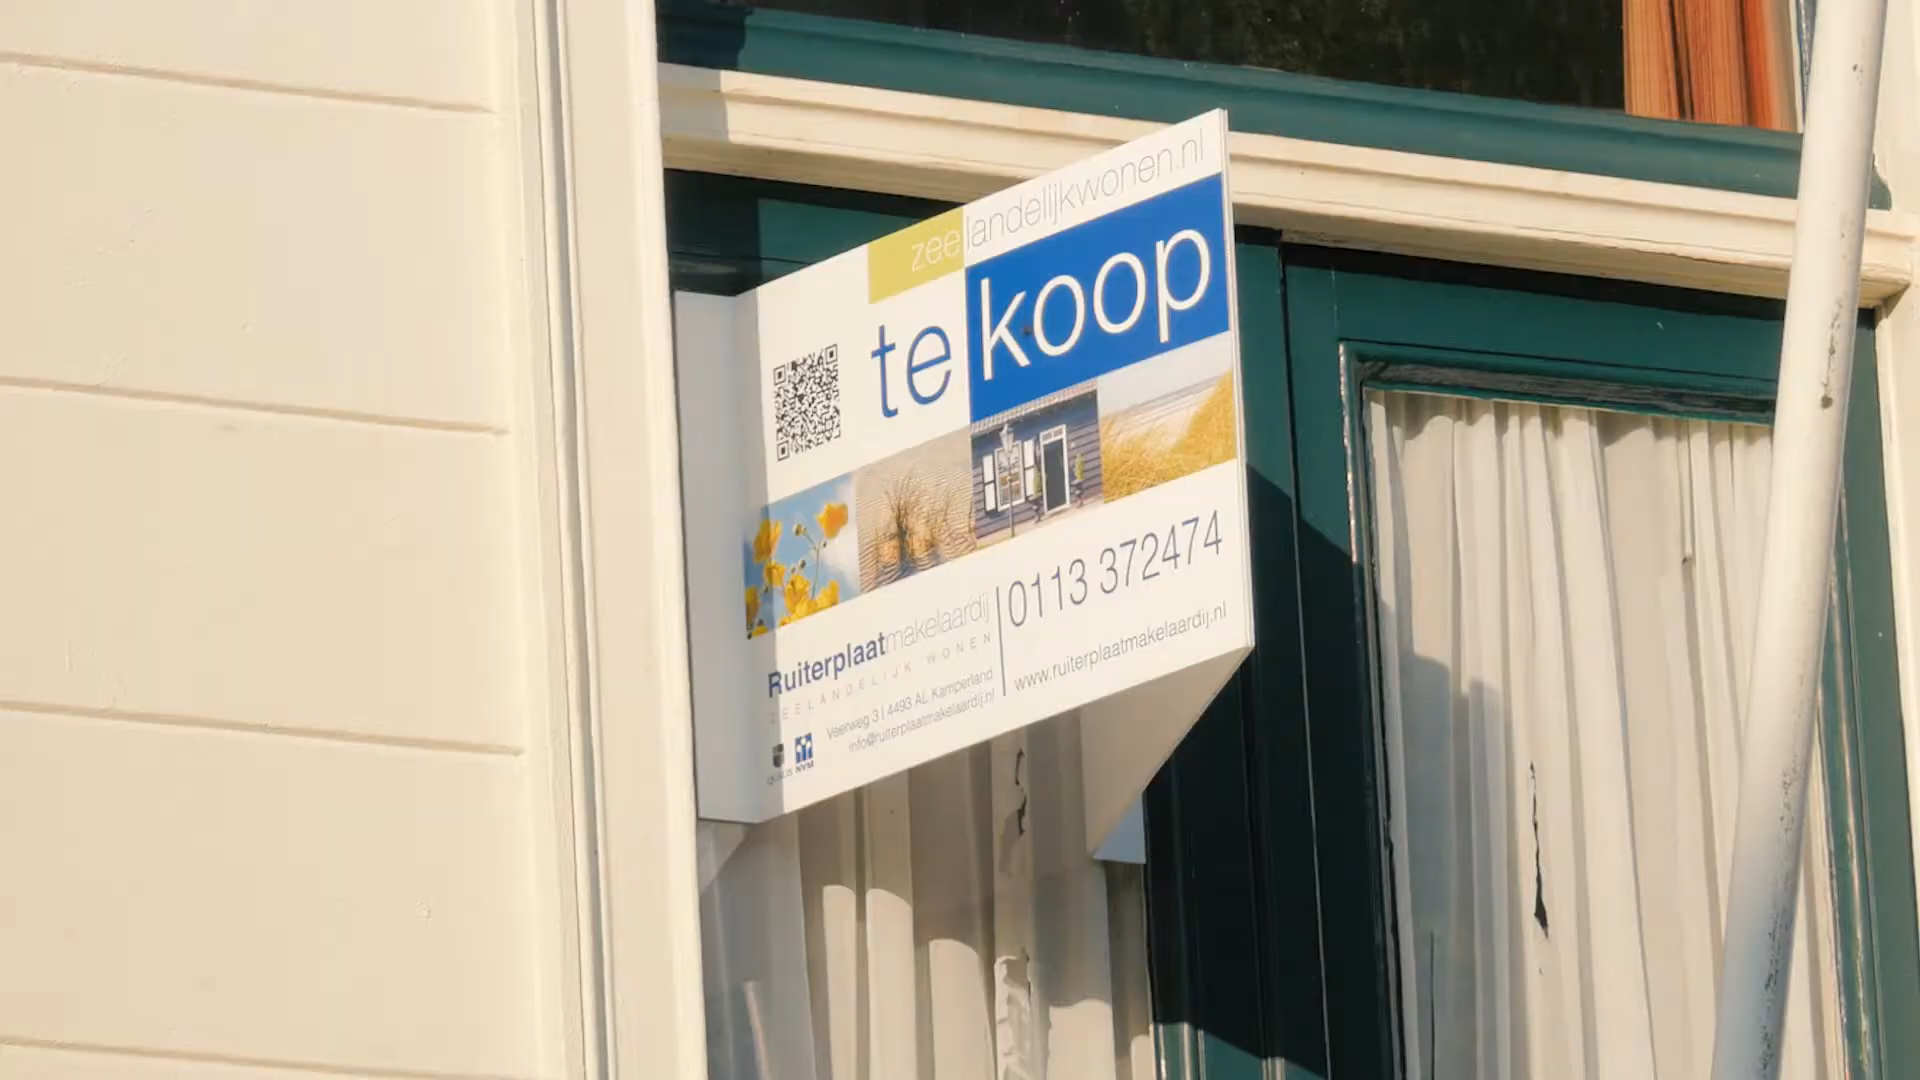 zeelandelijkwonen.nl
te koop
Ruiterplaatmakelaardij
ZEELANDELIJK WONEN
Veerweg 3 | 4493 AL Kamperland
info@ruiterplaatmakelaardij.nl
0113 372474
www.ruiterplaatmakelaardij.nl
QUALIS
NVM